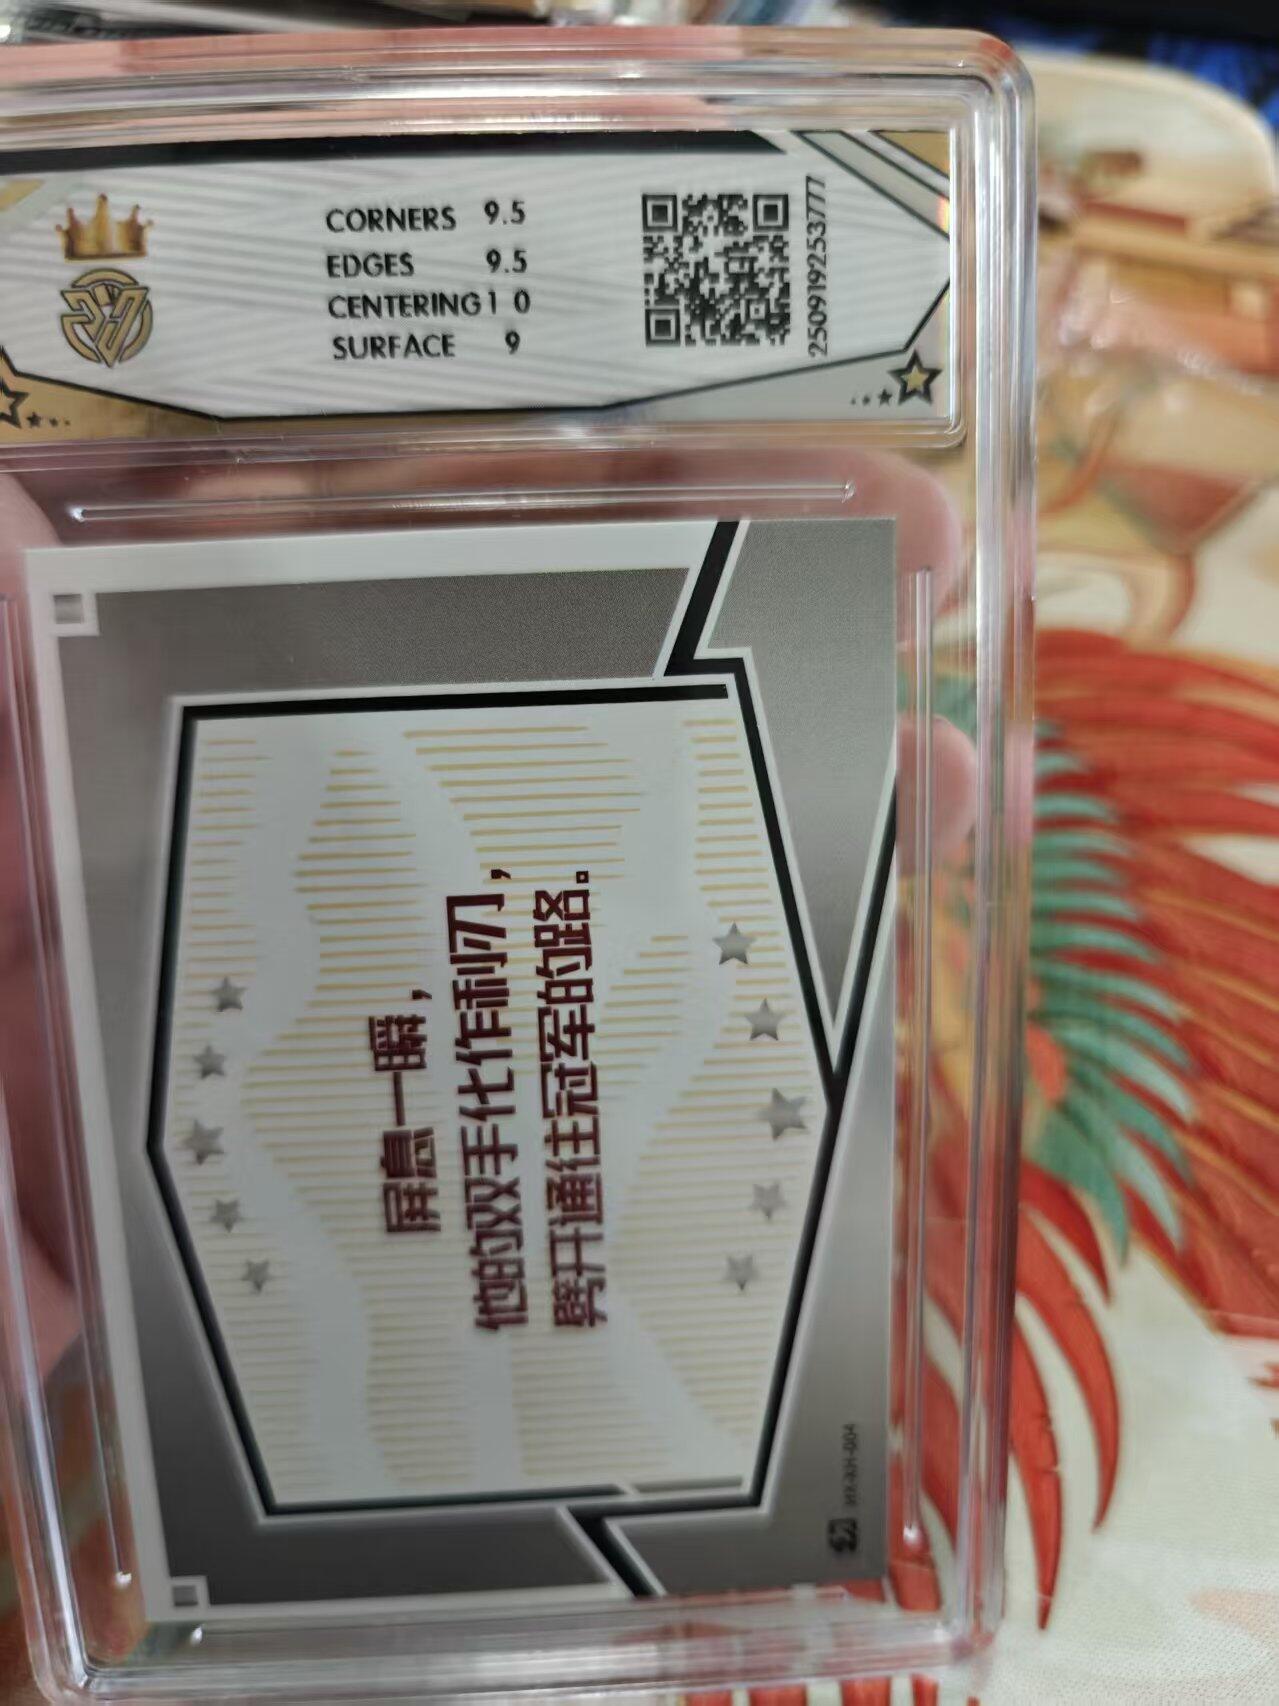 CORNERS 9.5
EDGES 9.5
CENTERING 10
SURFACE 9
2509192253777
屏息一瞬，
他的双手化作利刃，
劈开通往冠军的路。